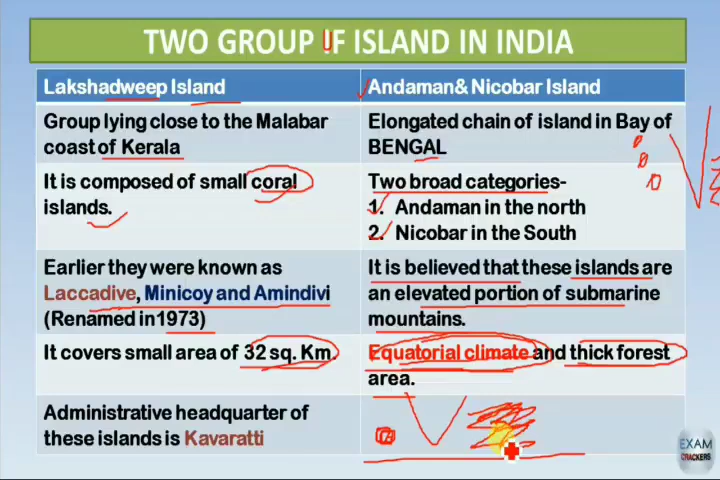 TWO GROUP IF ISLAND IN INDIA
Lakshadweep Island
Andaman& Nicobar Island
Group lying close to the Malabar
coast of Kerala
Elongated chain of island in Bay of
BENGAL
It is composed of small coral
islands.
Two broad categories-
1. Andaman in the north
2. Nicobar in the South
Earlier they were known as
Laccadive, Minicoy and Amindivi
(Renamed in1973)
It is believed that these islands are
an elevated portion of submarine
mountains.
It covers small area of 32 sq. Km
Equatorial climate and thick forest
area.
Administrative headquarter of
these islands is Kavaratti
EXAM
CRACKERS